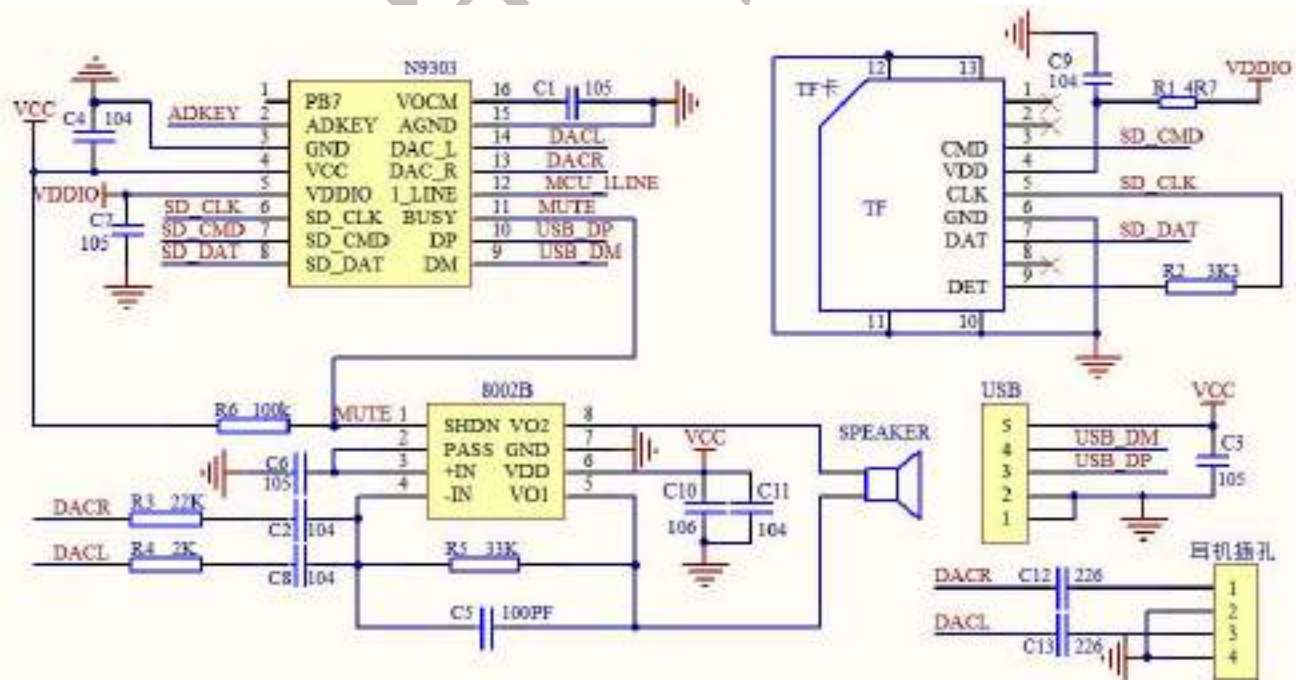 N9303
VCC
C4 104
ADKEY
1 PB7 VOCM 16 C1 105
2 ADKEY AGND 15
3 GND DAC_L 14 DACL
4 VCC DAC_R 13 DACR
VDDIO 5 VDDIO 1_LINE 12 MCU_1LINE
SD_CLK 6 SD_CLK BUSY 11 MUTE
SD_CMD 7 SD_CMD DP 10 USB_DP
SD_DAT 8 SD_DAT DM 9 USB_DM
105
TF卡
12 13
C9
104
R1 4R7
VDDIO
1
2
CMD 3 SD_CMD
VDD 4
CLK 5 SD_CLK
TF
GND 6
DAT 7 SD_DAT
8
DET 9 R2 3K3
11 10
8002B
R6 100k
MUTE 1 SHDN VO2 8
2 PASS GND 7
3 +IN VDD 6
4 -IN VO1 5
C6
105
DACR R3 22K C2 104
DACL R4 2K C8 104
R5 33K
C5 100PF
VCC
C10
106
C11
104
SPEAKER
USB
VCC
5
4 USB_DM
3 USB_DP
2
1
C3
105
耳机插孔
DACR C12 226 1
2
DACL C13 226 3
4